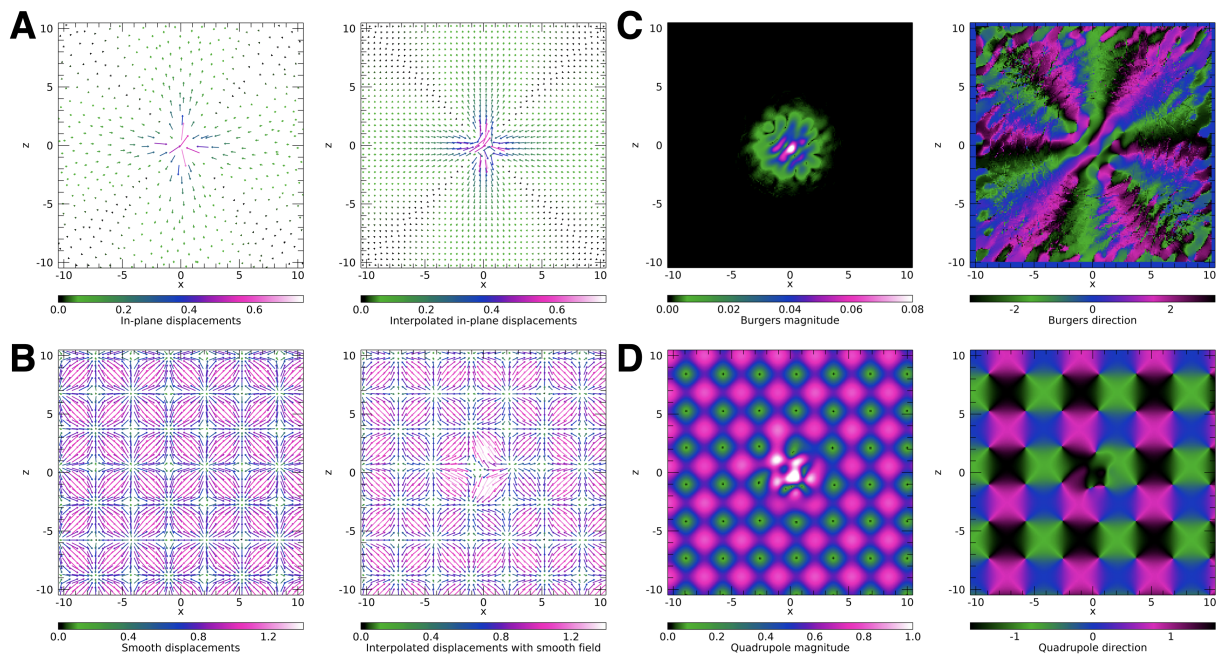 A
z
10
5
0
-5
-10
-10 -5 0 5 10
x
0.0 0.2 0.4 0.6
In-plane displacements
z
10
5
0
-5
-10
-10 -5 0 5 10
x
0.0 0.2 0.4 0.6
Interpolated in-plane displacements
C
z
10
5
0
-5
-10
-10 -5 0 5 10
x
0.00 0.02 0.04 0.06 0.08
Burgers magnitude
z
10
5
0
-5
-10
-10 -5 0 5 10
x
-2 0 2
Burgers direction
B
z
10
5
0
-5
-10
-10 -5 0 5 10
x
0.0 0.4 0.8 1.2
Smooth displacements
z
10
5
0
-5
-10
-10 -5 0 5 10
x
0.0 0.4 0.8 1.2
Interpolated displacements with smooth field
D
z
10
5
0
-5
-10
-10 -5 0 5 10
x
0.0 0.2 0.4 0.6 0.8 1.0
Quadrupole magnitude
z
10
5
0
-5
-10
-10 -5 0 5 10
x
-1 0 1
Quadrupole direction